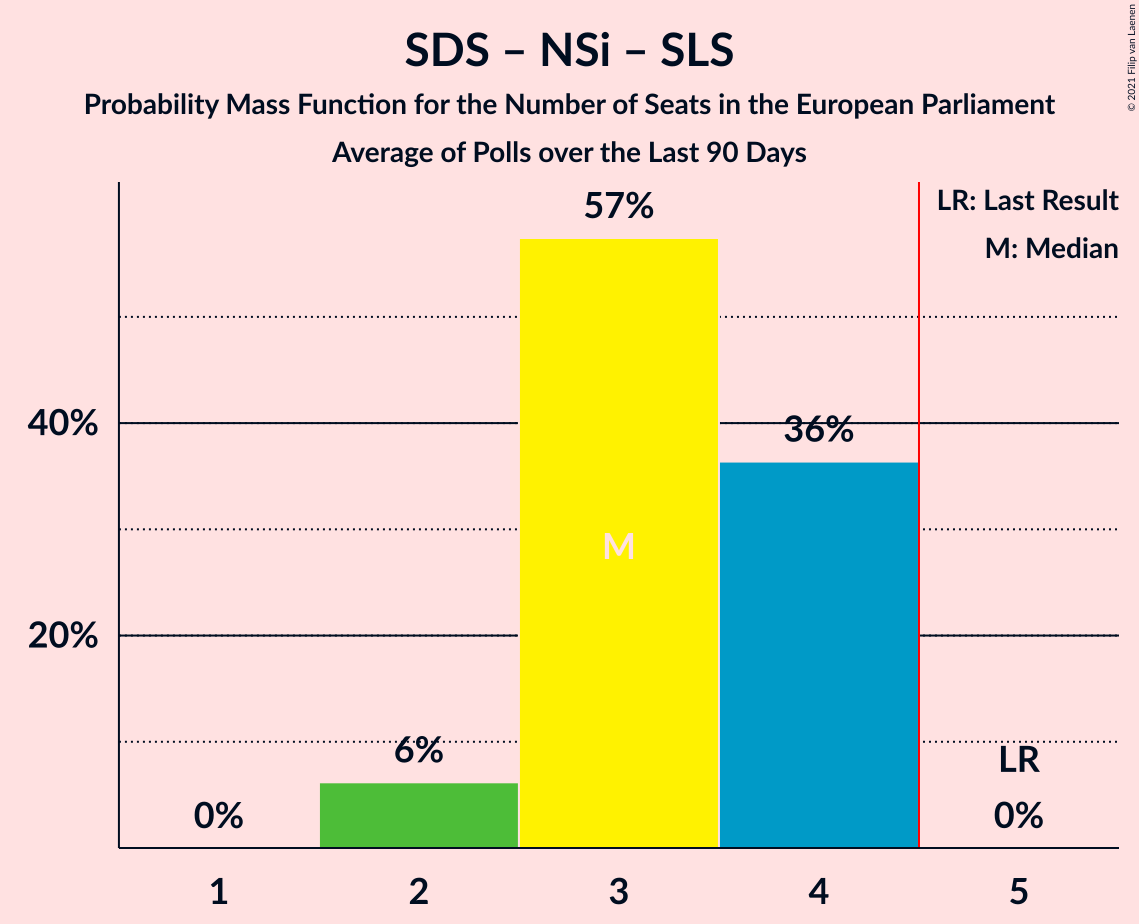 SDS – NSi – SLS
Probability Mass Function for the Number of Seats in the European Parliament
Average of Polls over the Last 90 Days
© 2021 Filip van Laenen
LR: Last Result
M: Median
57%
40%
36%
M
20%
6%
LR
0%
0%
1 2 3 4 5